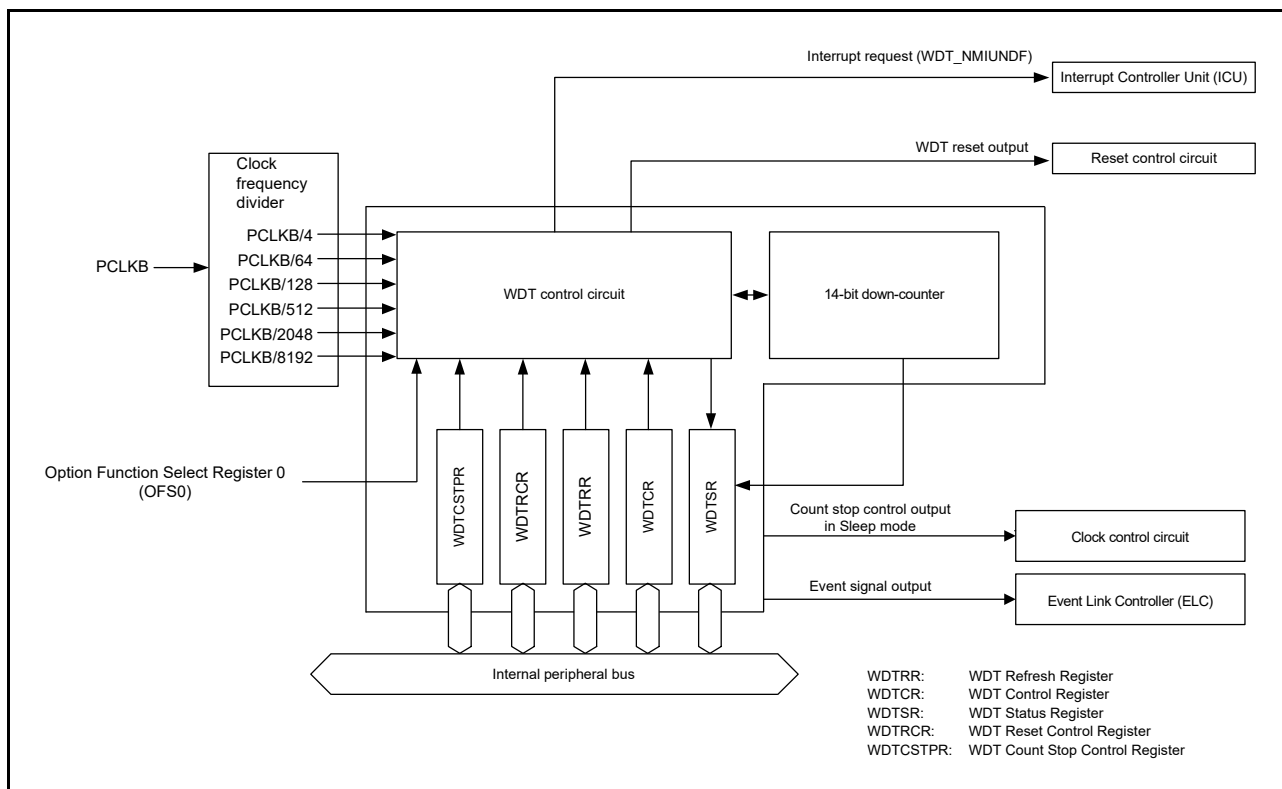 Interrupt request (WDT_NMIUNDF)
Interrupt Controller Unit (ICU)
WDT reset output
Reset control circuit
Clock
frequency
divider
PCLKB
PCLKB/4
PCLKB/64
PCLKB/128
PCLKB/512
PCLKB/2048
PCLKB/8192
WDT control circuit
14-bit down-counter
Option Function Select Register 0
(OFS0)
WDTCSTPR
WDTRCR
WDTRR
WDTCR
WDTSR
Count stop control output
in Sleep mode
Clock control circuit
Event signal output
Event Link Controller (ELC)
Internal peripheral bus
WDTRR: WDT Refresh Register
WDTCR: WDT Control Register
WDTSR: WDT Status Register
WDTRCR: WDT Reset Control Register
WDTCSTPR: WDT Count Stop Control Register